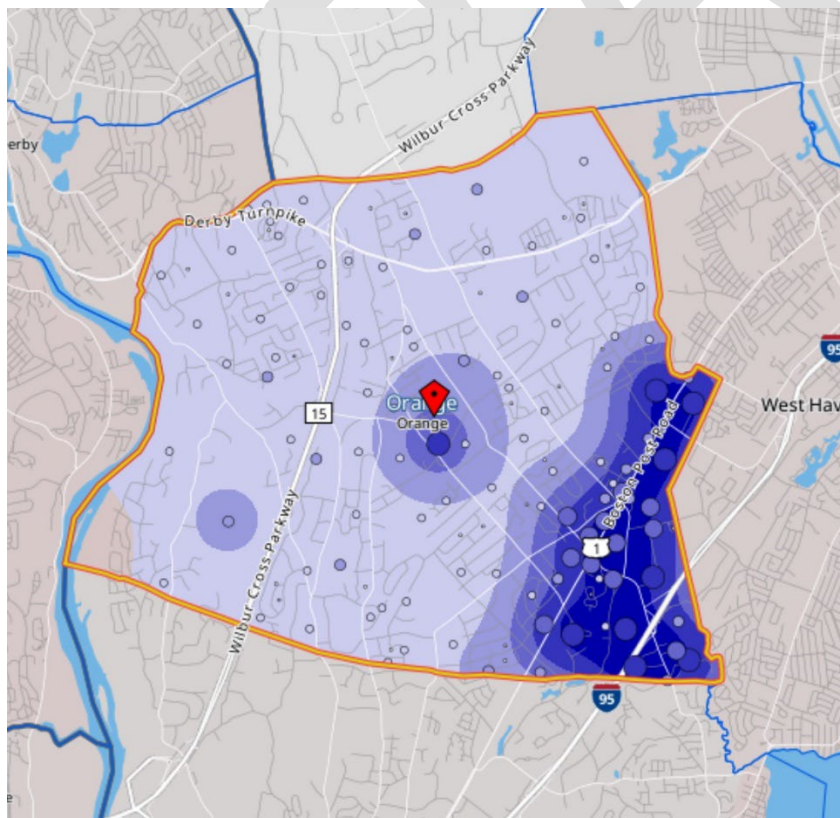 Wilbur Cross Parkway
erby
Derby Turnpike
95
Orange
Orange
15
West Hav
Boston Post Road
1
Wilbur Cross Parkway
95
e